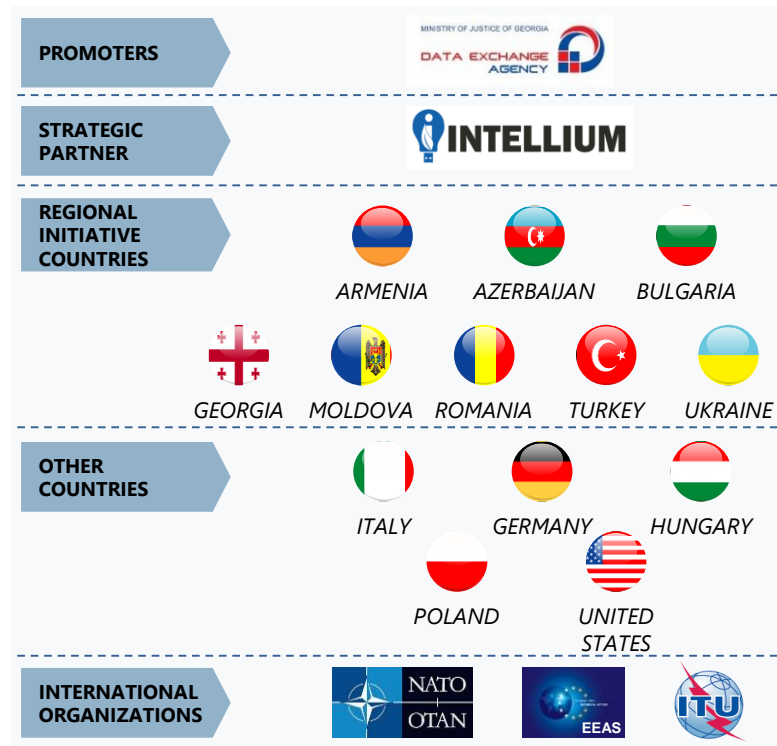 PROMOTERS
MINISTRY OF JUSTICE OF GEORGIA
DATA EXCHANGE
AGENCY
STRATEGIC
PARTNER
INTELLIUM
REGIONAL
INITIATIVE
COUNTRIES
ARMENIA AZERBAIJAN BULGARIA
GEORGIA MOLDOVA ROMANIA TURKEY UKRAINE
OTHER
COUNTRIES
ITALY GERMANY HUNGARY
POLAND UNITED
STATES
INTERNATIONAL
ORGANIZATIONS
NATO
OTAN
EEAS
ITU